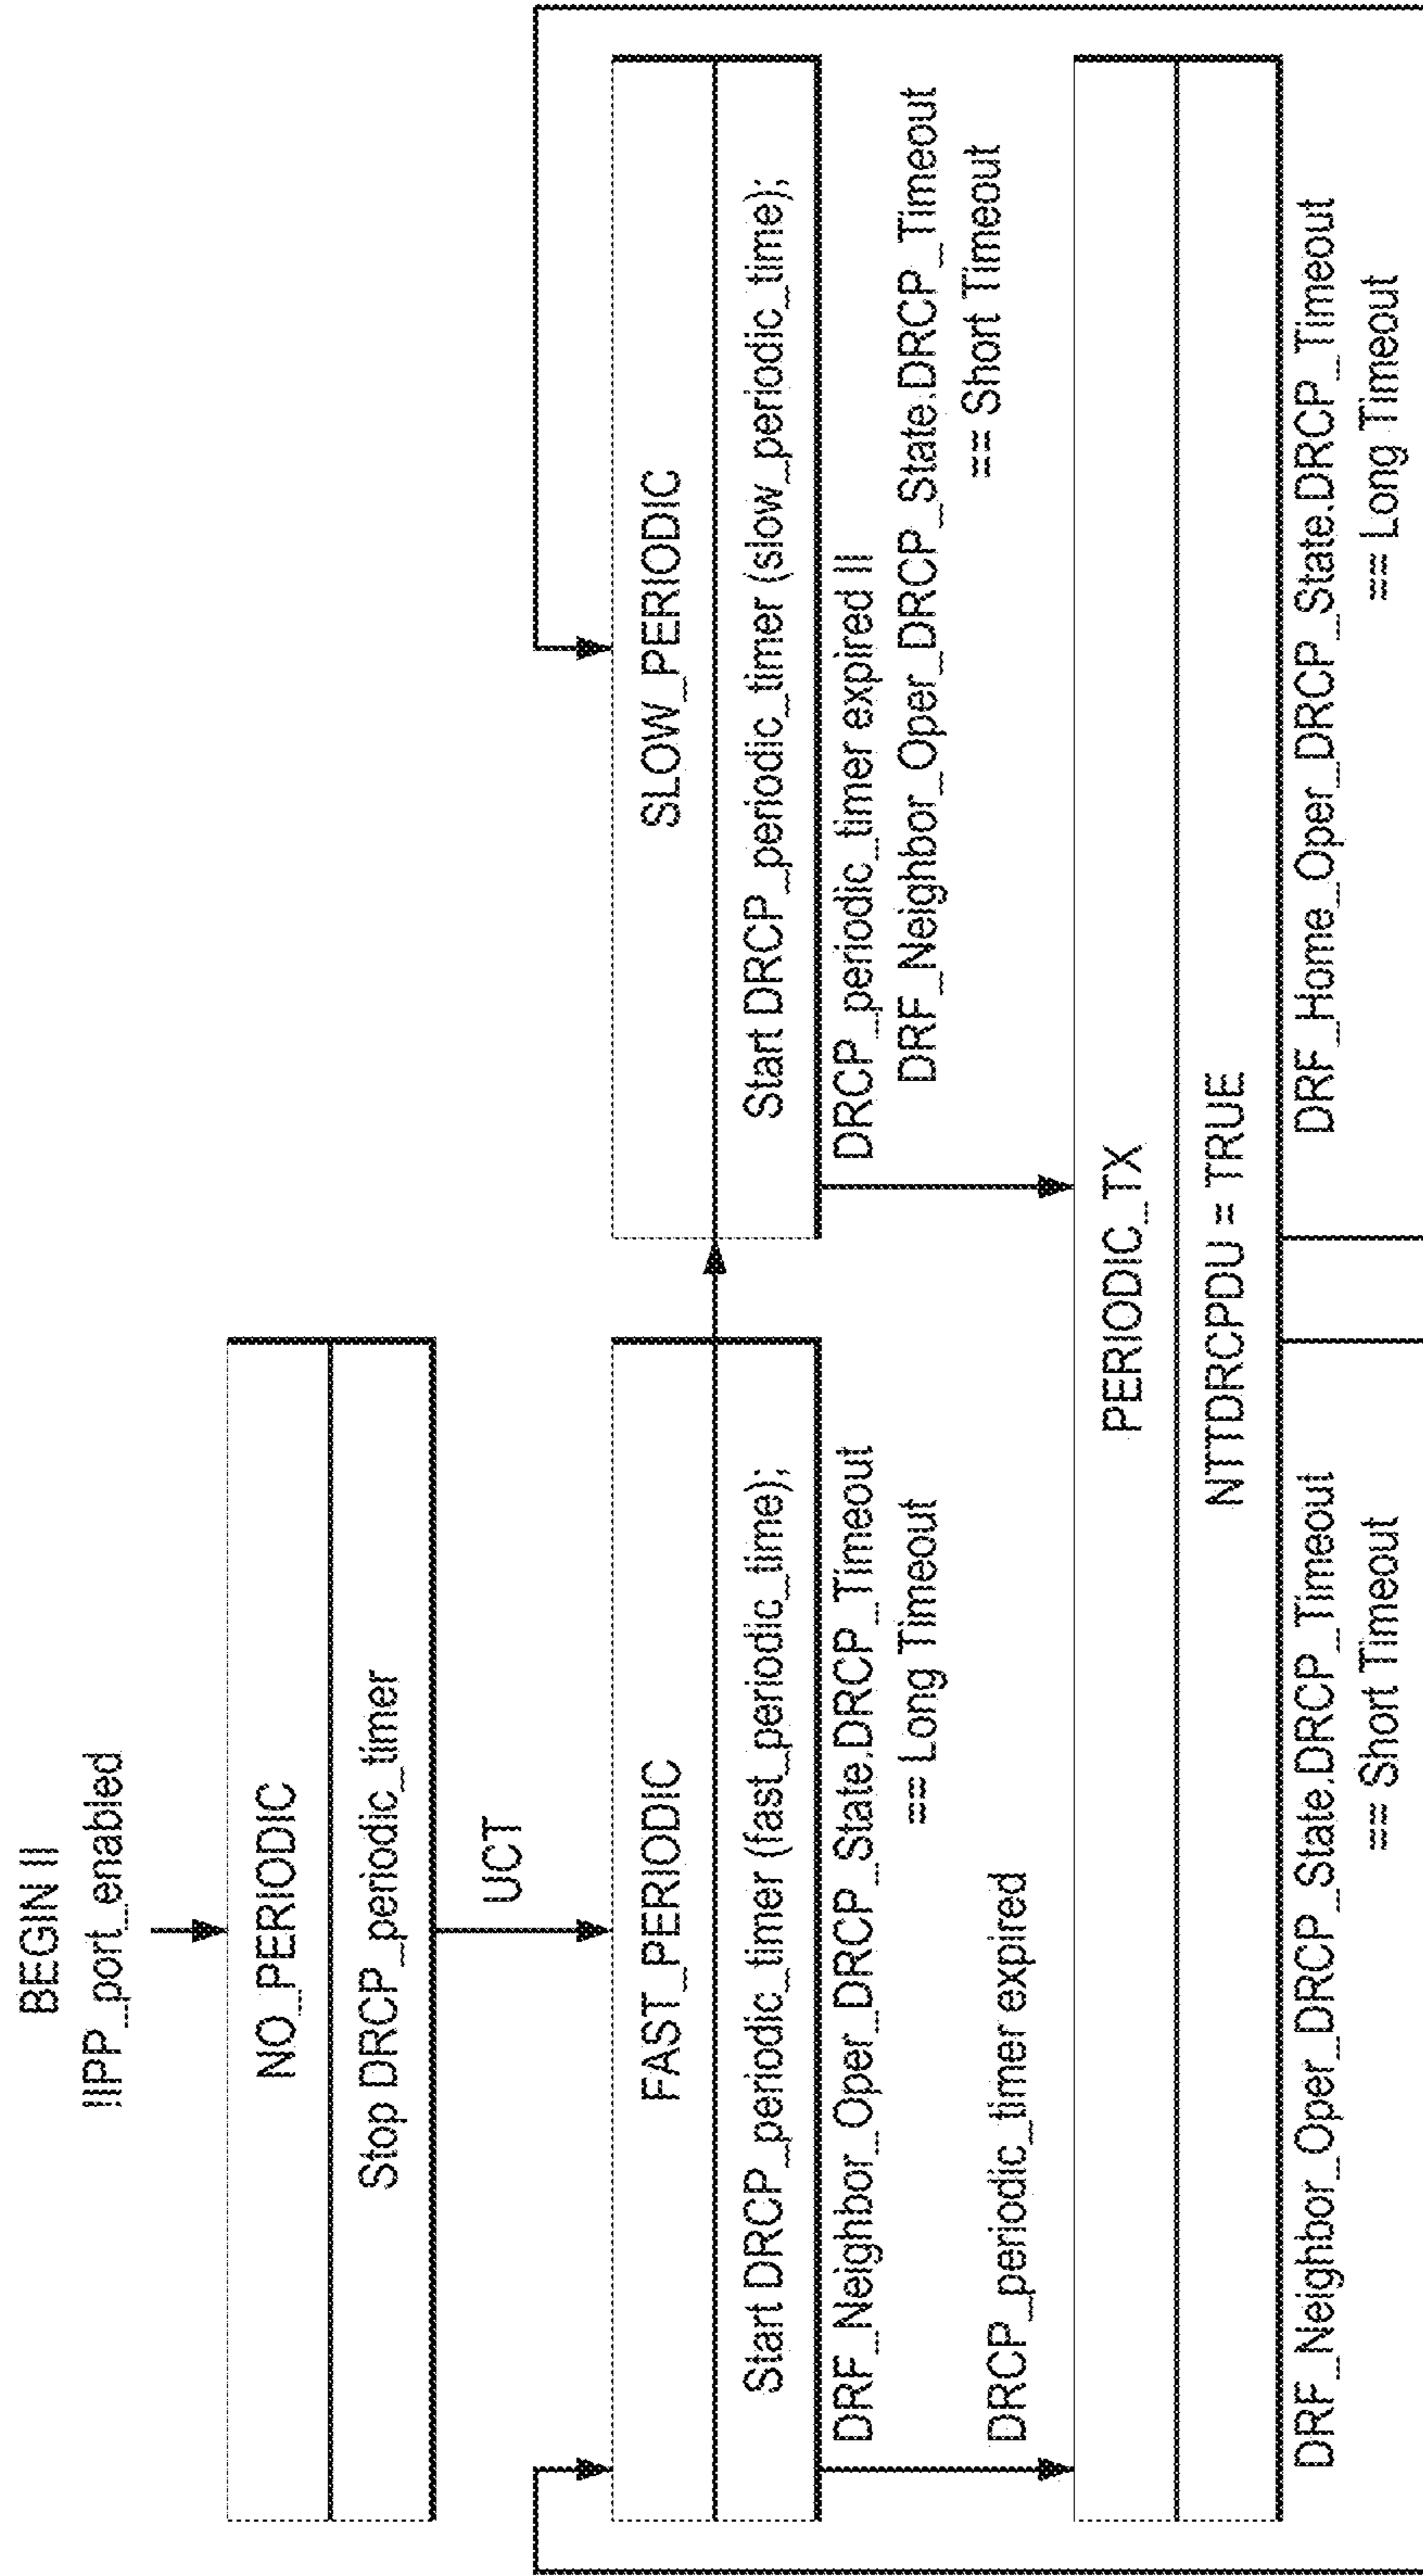 BEGIN ||
!IPP_port_enabled
NO_PERIODIC
Stop DRCP_periodic_timer
UCT
FAST_PERIODIC
Start DRCP_periodic_timer (fast_periodic_time);
DRF_Neighbor_Oper_DRCP_State.DRCP_Timeout
== Long Timeout
DRCP_periodic_timer expired
SLOW_PERIODIC
Start DRCP_periodic_timer (slow_periodic_time);
DRCP_periodic_timer expired ||
DRF_Neighbor_Oper_DRCP_State.DRCP_Timeout
== Short Timeout
PERIODIC_TX
NTTDRCPDU = TRUE
DRF_Neighbor_Oper_DRCP_State.DRCP_Timeout
== Short Timeout
DRF_Home_Oper_DRCP_State.DRCP_Timeout
== Long Timeout